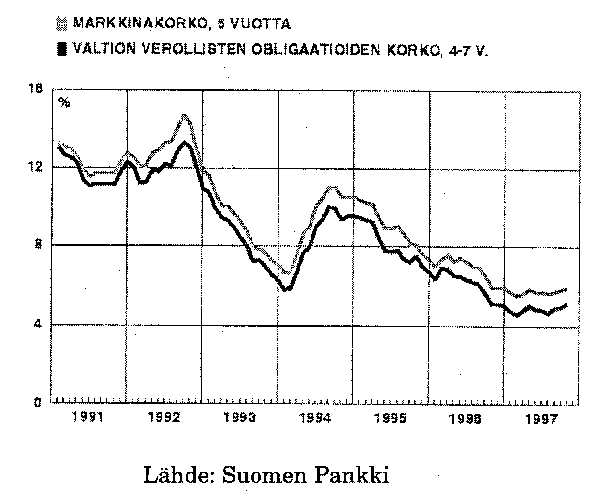 MARKKINAKORKO, 5 VUOTTA
VALTION VEROLLISTEN OBLIGAATIOIDEN KORKO, 4-7 V.
18
%
12
8
4
0
1991 1992 1993 1994 1995 1996 1997
Lähde: Suomen Pankki